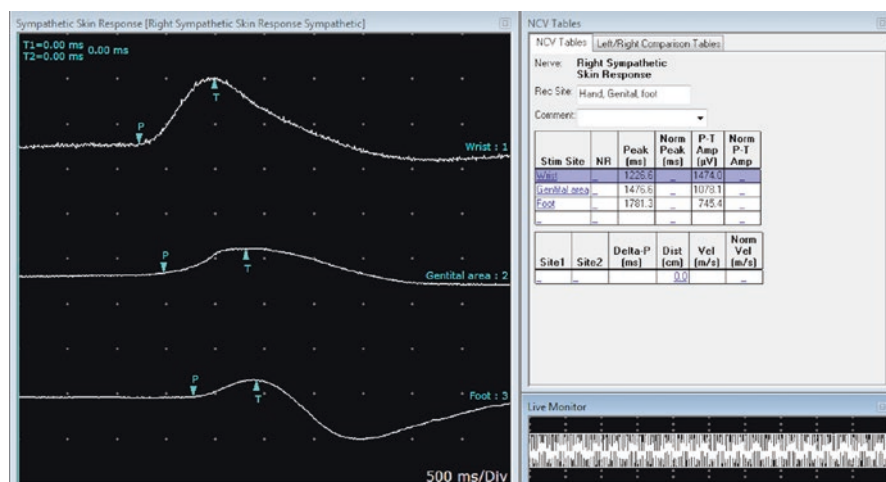 Sympathetic Skin Response [Right Sympathetic Skin Response Sympathetic]
T1=0.00 ms
T2=0.00 ms
0.00 ms
P
T
Wrist : 1
P
T
Gentital area : 2
P
T
Foot : 3
500 ms/Div
NCV Tables
NCV Tables Left/Right Comparison Tables
Nerve: Right Sympathetic
Skin Response
Rec Site: Hand, Genital, foot
Comment:
Stim Site NR Peak (ms) Norm Peak (ms) P-T Amp (µV) Norm P-T Amp
Wrist 1226.6 1474.0
Gentital area 1476.6 1078.1
Foot 1781.3 745.4
Site1 Site2 Delta-P (ms) Dist (cm) Vel (m/s) Norm Vel (m/s)
0.0
Live Monitor